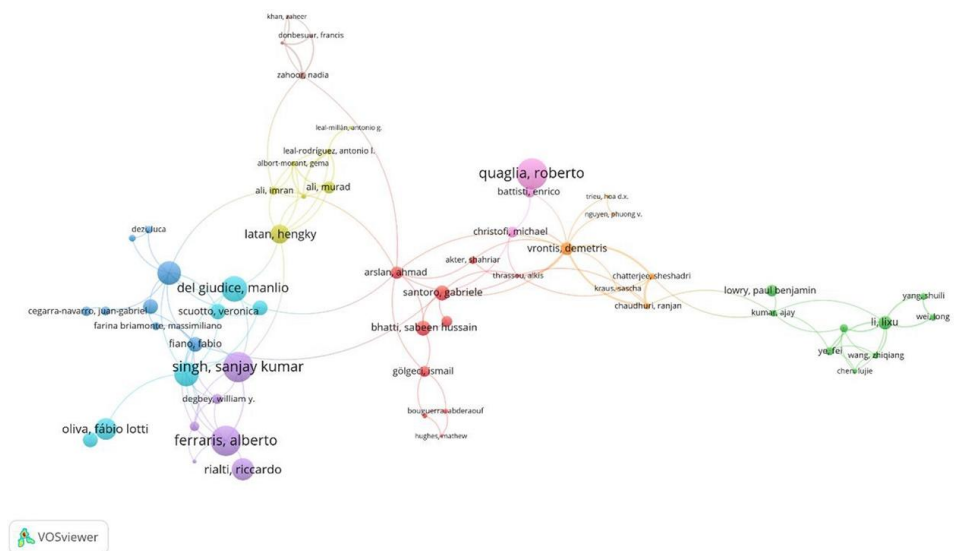 khan, zaheer
donbesuur, francis
zahoor, nadia
leal-millán, antonio g.
leal-rodríguez, antonio l.
albort-morant, gema
ali, imran
ali, murad
latan, hengky
quaglia, roberto
battisti, enrico
trieu, hoa d.x.
nguyen, phuong v.
christofi, michael
vrontis, demetris
akter, shahriar
arslan, ahmad
thrassou, alkis
chatterjee, sheshadri
kraus, sascha
santoro, gabriele
chaudhuri, ranjan
lowry, paul benjamin
kumar, ajay
yang, shuili
wei, long
li, lixu
ye, fei
wang, zhiqiang
chen, lujie
dezi, luca
del giudice, manlio
cegarra-navarro, juan-gabriel
scuotto, veronica
farina briamonte, massimiliano
fiano, fabio
bhatti, sabeen hussain
singh, sanjay kumar
gölgeci, ismail
degbey, william y.
bouguerra, abderaouf
oliva, fábio lotti
ferraris, alberto
hughes, mathew
rialti, riccardo
VOSviewer